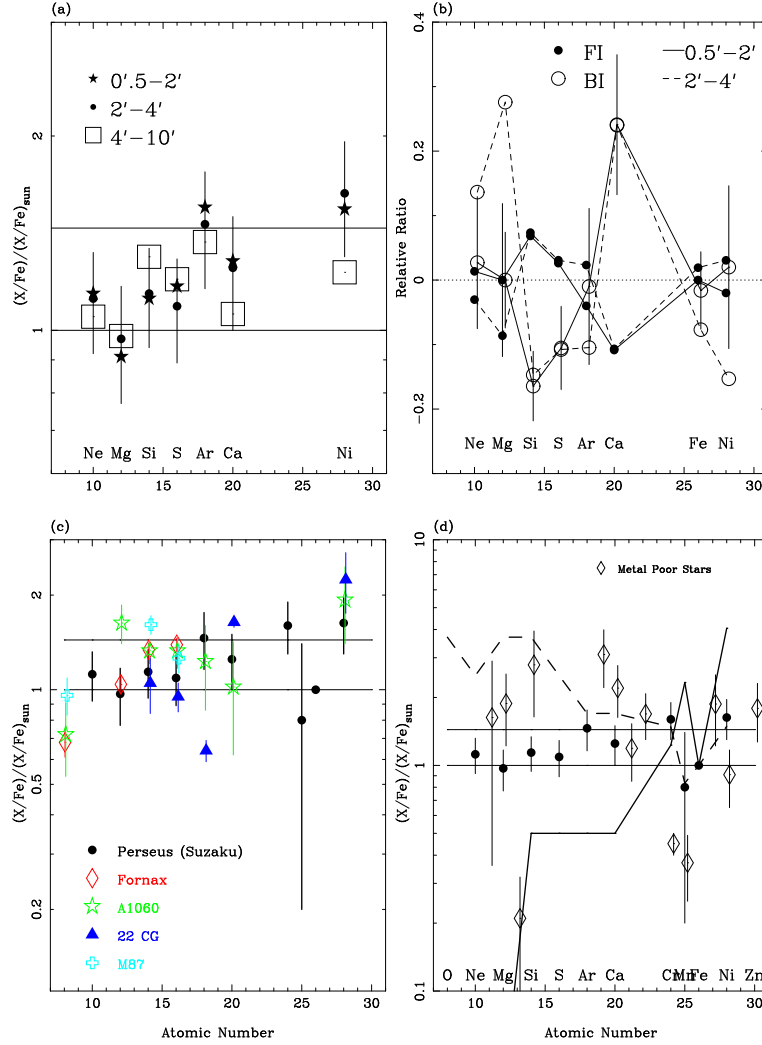 (a)
0'.5−2'
2'−4'
4'−10'
2
1
(X/Fe)/(X/Fe)sun
Ne Mg Si S Ar Ca Ni
10 15 20 25 30
(b)
FI 0.5'−2'
BI 2'−4'
0.4
0.2
0
−0.2
Relative Ratio
Ne Mg Si S Ar Ca Fe Ni
10 15 20 25 30
(c)
2
1
0.5
0.2
(X/Fe)/(X/Fe)sun
Perseus (Suzaku)
Fornax
A1060
22 CG
M87
10 15 20 25 30
Atomic Number
(d)
Metal Poor Stars
10
1
0.1
(X/Fe)/(X/Fe)sun
O Ne Mg Si S Ar Ca Cr Mn Fe Ni Zn
10 15 20 25 30
Atomic Number